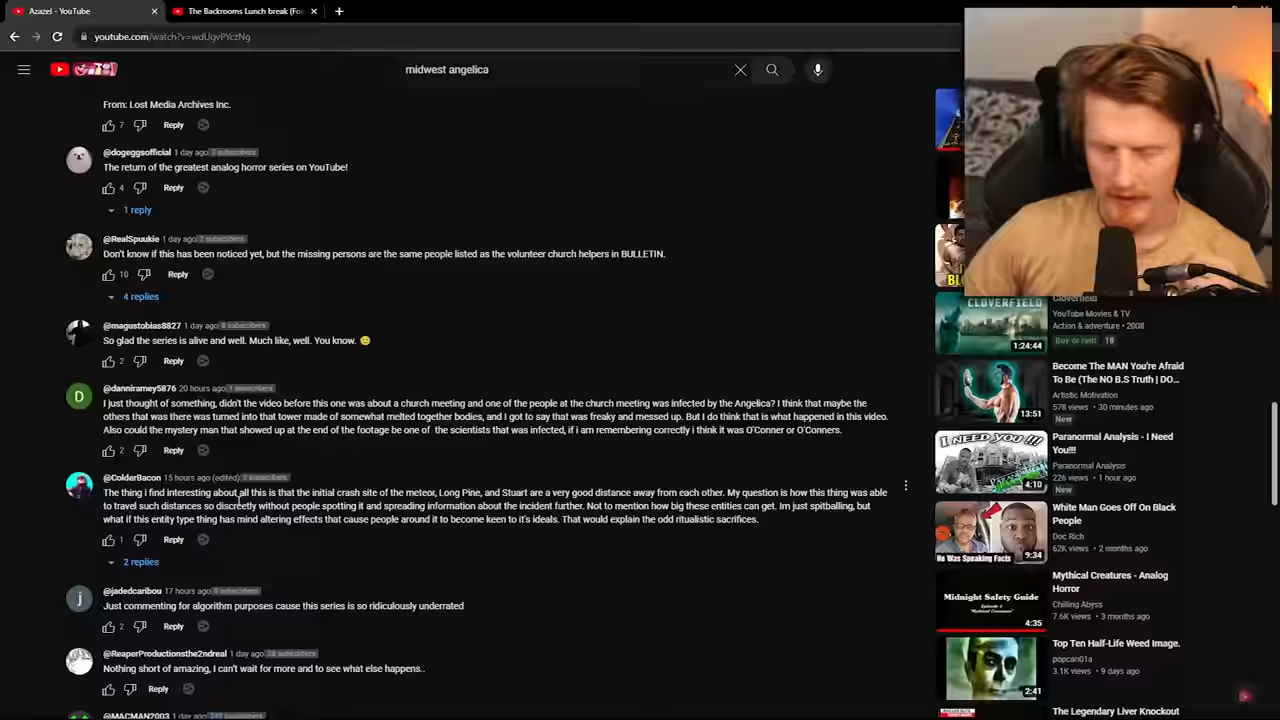 Azazel - YouTube
The Backrooms Lunch break (Fo
youtube.com/watch?v=wdUgvPYczNg
midwest angelica
From: Lost Media Archives Inc.
7
Reply
@dogeggsofficial 1 day ago 3 subscribers
The return of the greatest analog horror series on YouTube!
4
Reply
1 reply
@RealSpuukie 1 day ago 2 subscribers
Don't know if this has been noticed yet, but the missing persons are the same people listed as the volunteer church helpers in BULLETIN.
10
Reply
4 replies
@magustobias8827 1 day ago 8 subscribers
So glad the series is alive and well. Much like, well. You know.
2
Reply
D
@danniramey5876 20 hours ago 1 subscribers
I just thought of something, didn't the video before this one was about a church meeting and one of the people at the church meeting was infected by the Angelica? I think that maybe the
others that was there was turned into that tower made of somewhat melted together bodies, and I got to say that was freaky and messed up. But I do think that is what happened in this video.
Also could the mystery man that showed up at the end of the footage be one of the scientists that was infected, if i am remembering correctly i think it was O'Conner or O'Conners.
2
Reply
@ColderBacon 15 hours ago (edited) subscribers
The thing i find interesting about all this is that the initial crash site of the meteor, Long Pine, and Stuart are a very good distance away from each other. My question is how this thing was able
to travel such distances so discreetly without people spotting it and spreading information about the incident further. Not to mention how big these entities can get. Im just spitballing, but
what if this entity type thing has mind altering effects that cause people around it to become keen to it's ideals. That would explain the odd ritualistic sacrifices.
1
Reply
2 replies
j
@jadedcaribou 17 hours ago subscribers
Just commenting for algorithm purposes cause this series is so ridiculously underrated
2
Reply
@ReaperProductionsthe2ndreal 1 day ago subscribers
Nothing short of amazing, I can't wait for more and to see what else happens..
Reply
@MACMAN2003 1 day ago subscribers
CLOVERFIELD
1:24:44
Cloverfield
YouTube Movies & TV
Action & adventure • 2008
Buy or rent 18
13:51
Become The MAN You're Afraid
To Be (The NO B.S Truth | DO...
Artistic Motivation
578 views • 30 minutes ago
New
I NEED YOU!!!
4:10
Paranormal Analysis - I Need
You!!!
Paranormal Analysis
226 views • 1 hour ago
New
He Was Speaking Facts
9:34
White Man Goes Off On Black
People
Doc Rich
62K views • 2 months ago
Midnight Safety Guide
4:35
Mythical Creatures - Analog
Horror
Chilling Abyss
7.6K views • 3 months ago
2:41
Top Ten Half-Life Weed Image.
popcan01a
3.1K views • 9 days ago
The Legendary Liver Knockout